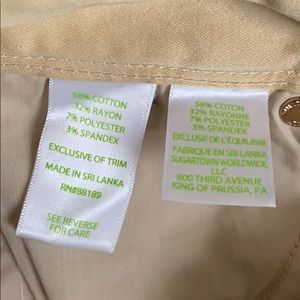 58% COTTON
32% RAYON
7% POLYESTER
3% SPANDEX
EXCLUSIVE OF TRIM
MADE IN SRI LANKA
RN#88189
SEE REVERSE
FOR CARE
58% COTTON
32% RAYONNE
7% POLYESTER
3% SPANDEX
EXCLUSIF DE L'ÉQUILIBRE
FABRIQUE EN SRI LANKA
SUGARTOWN WORLDWIDE,
LLC
800 THIRD AVENUE
KING OF PRUSSIA, PA